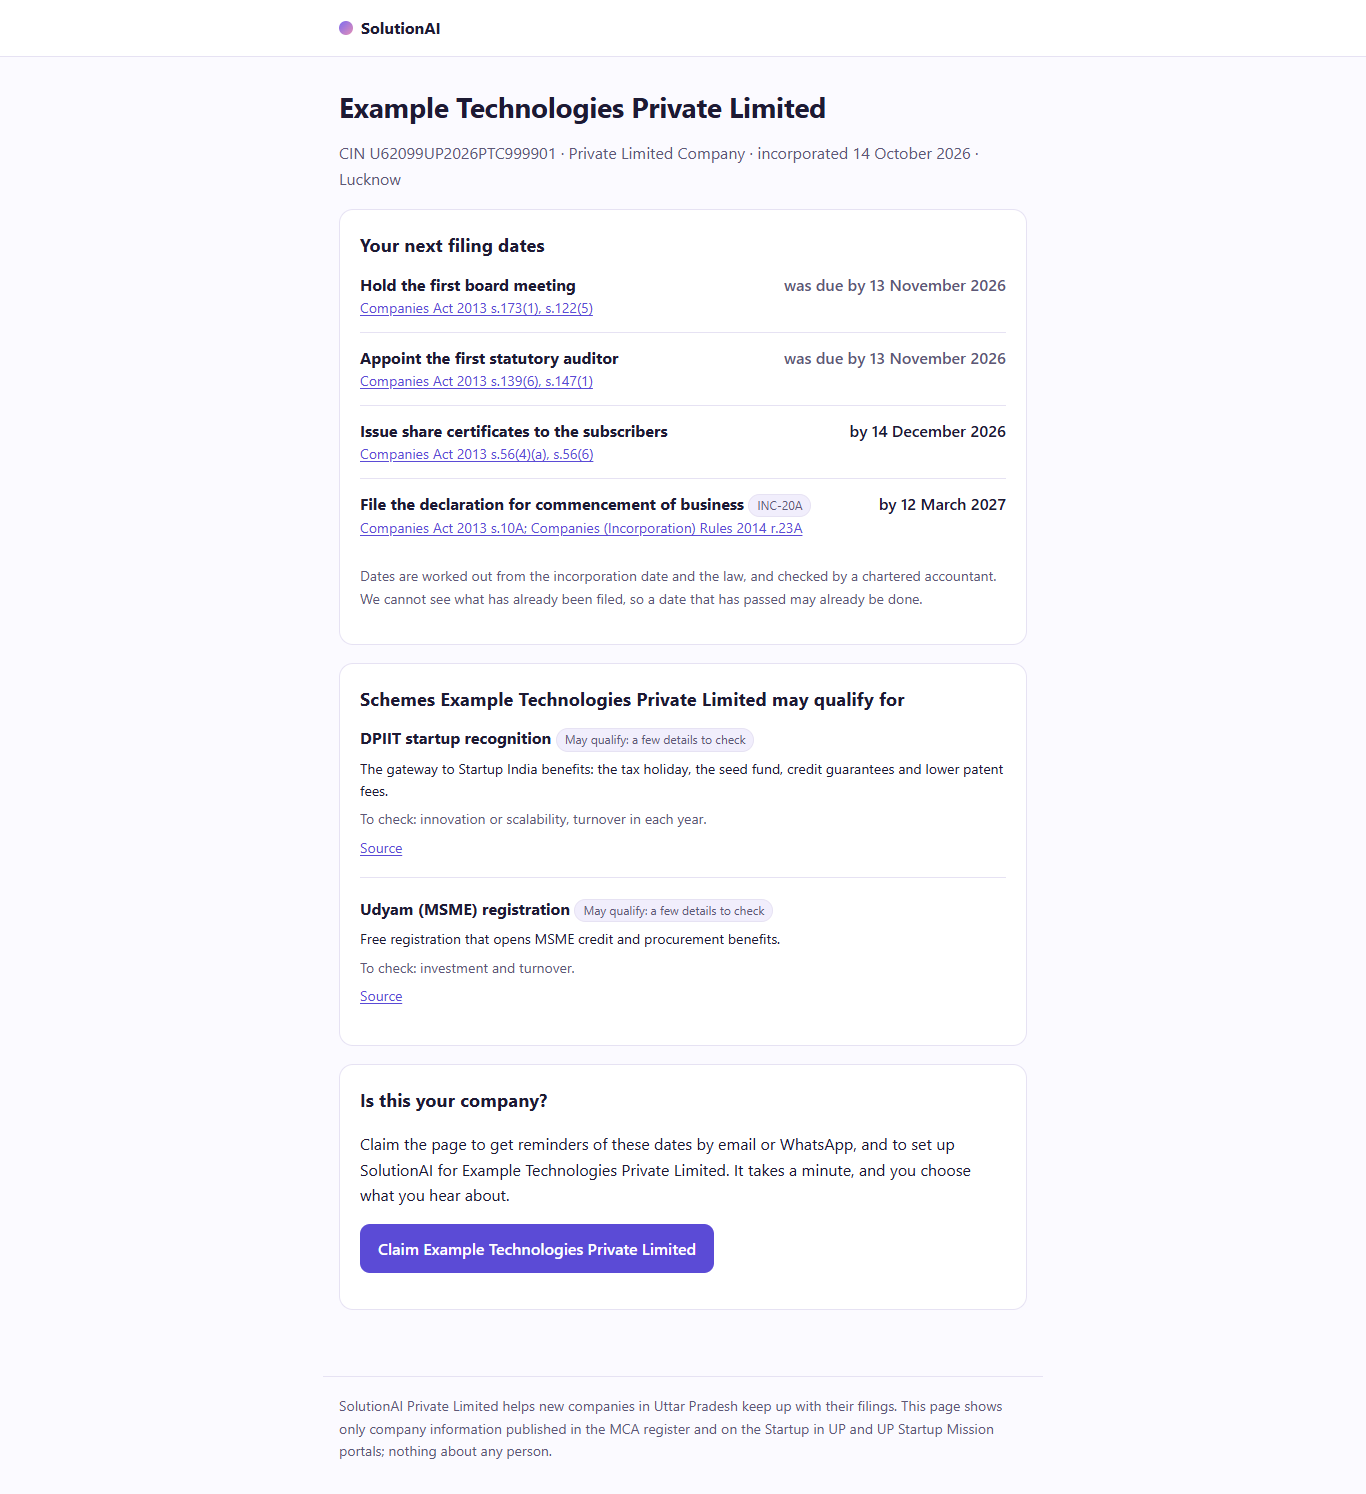 SolutionAI
Example Technologies Private Limited
CIN U62099UP2026PTC999901 · Private Limited Company · incorporated 14 October 2026 ·
Lucknow
Your next filing dates
Hold the first board meeting was due by 13 November 2026
Companies Act 2013 s.173(1), s.122(5)
Appoint the first statutory auditor was due by 13 November 2026
Companies Act 2013 s.139(6), s.147(1)
Issue share certificates to the subscribers by 14 December 2026
Companies Act 2013 s.56(4)(a), s.56(6)
File the declaration for commencement of business INC-20A by 12 March 2027
Companies Act 2013 s.10A; Companies (Incorporation) Rules 2014 r.23A
Dates are worked out from the incorporation date and the law, and checked by a chartered accountant.
We cannot see what has already been filed, so a date that has passed may already be done.
Schemes Example Technologies Private Limited may qualify for
DPIIT startup recognition May qualify: a few details to check
The gateway to Startup India benefits: the tax holiday, the seed fund, credit guarantees and lower patent
fees.
To check: innovation or scalability, turnover in each year.
Source
Udyam (MSME) registration May qualify: a few details to check
Free registration that opens MSME credit and procurement benefits.
To check: investment and turnover.
Source
Is this your company?
Claim the page to get reminders of these dates by email or WhatsApp, and to set up
SolutionAI for Example Technologies Private Limited. It takes a minute, and you choose
what you hear about.
Claim Example Technologies Private Limited
SolutionAI Private Limited helps new companies in Uttar Pradesh keep up with their filings. This page shows
only company information published in the MCA register and on the Startup in UP and UP Startup Mission
portals; nothing about any person.